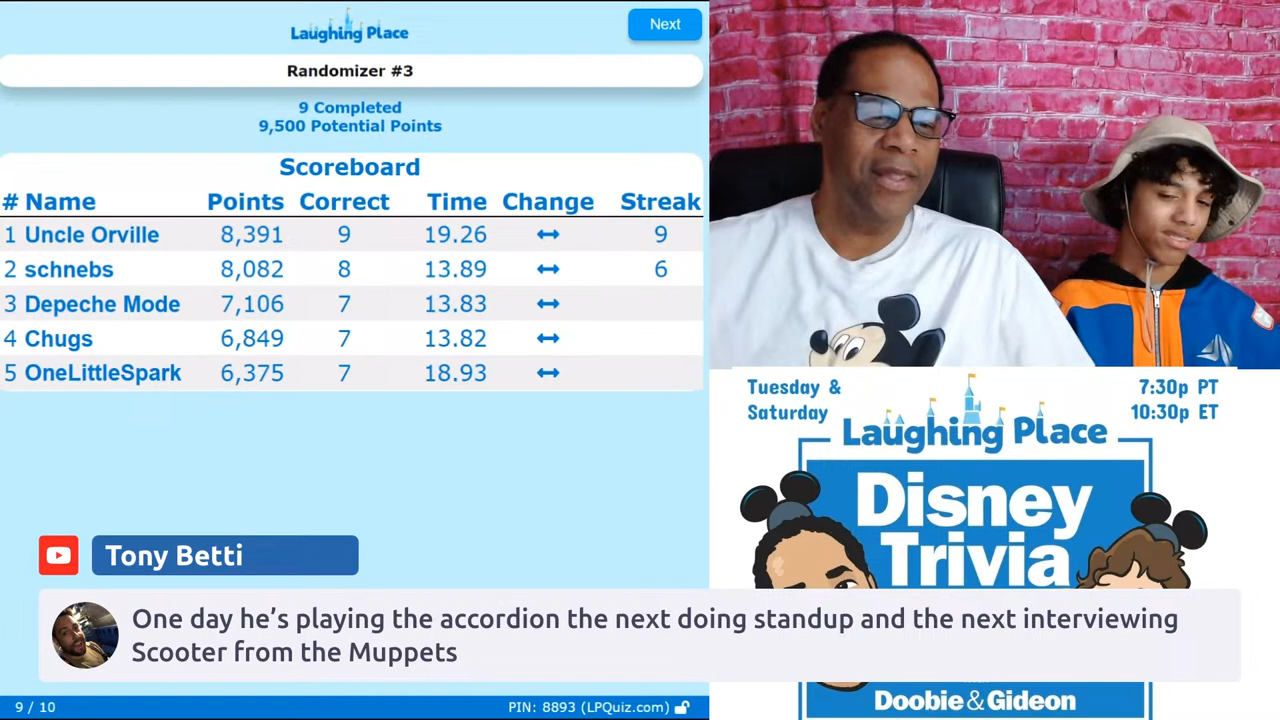 Laughing Place
Next
Randomizer #3
9 Completed
9,500 Potential Points
Scoreboard
# Name Points Correct Time Change Streak
1 Uncle Orville 8,391 9 19.26 ↔ 9
2 schnebs 8,082 8 13.89 ↔ 6
3 Depeche Mode 7,106 7 13.83 ↔
4 Chugs 6,849 7 13.82 ↔
5 OneLittleSpark 6,375 7 18.93 ↔
Tuesday & 7:30p PT
Saturday 10:30p ET
Laughing Place
Disney
Trivia
Tony Betti
One day he's playing the accordion the next doing standup and the next interviewing
Scooter from the Muppets
Doobie & Gideon
9 / 10
PIN: 8893 (LPQuiz.com)